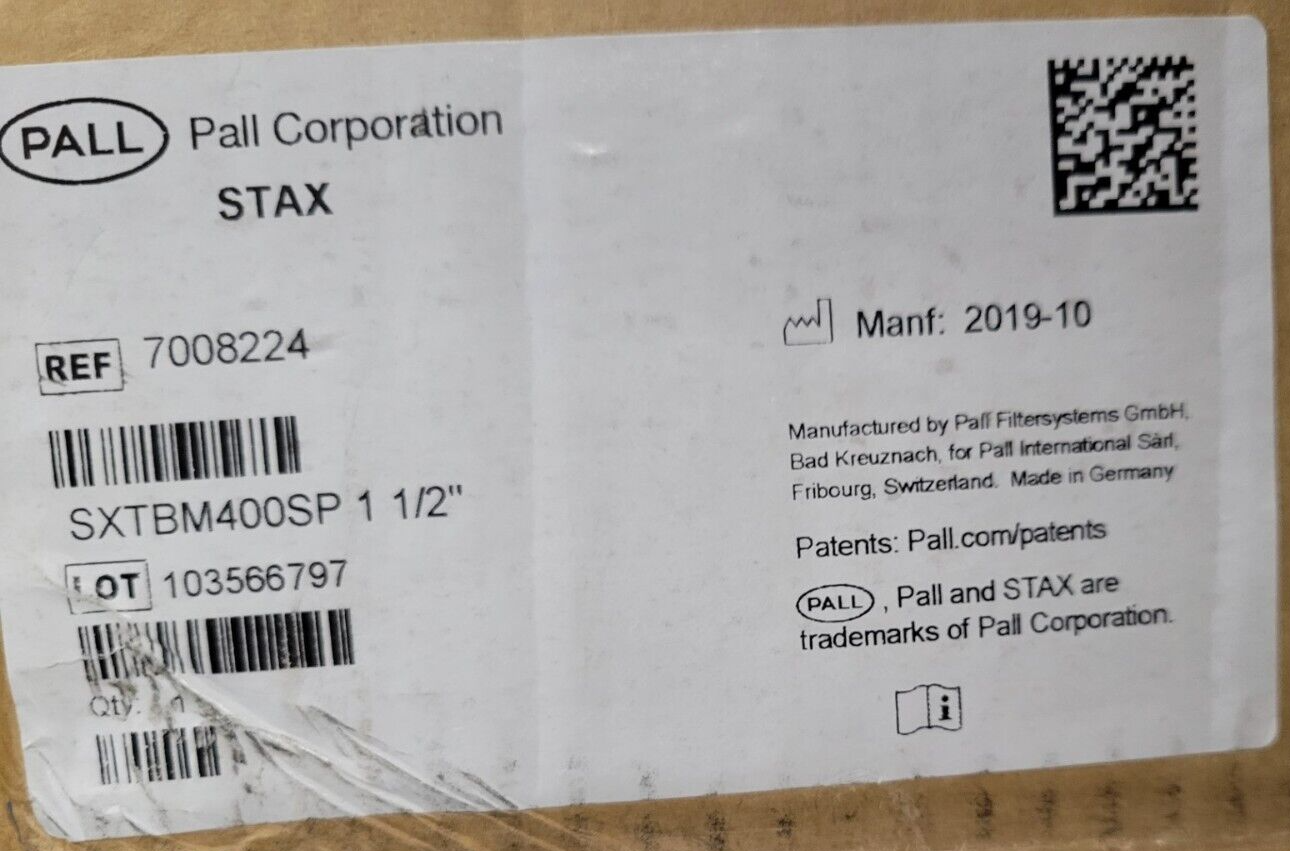 PALL Pall Corporation
STAX
REF 7008224
SXTBM400SP 1 1/2"
LOT 103566797
Qty:
Manf: 2019-10
Manufactured by Pall Filtersystems GmbH,
Bad Kreuznach, for Pall International Sàrl,
Fribourg, Switzerland. Made in Germany
Patents: Pall.com/patents
PALL , Pall and STAX are
trademarks of Pall Corporation.
i